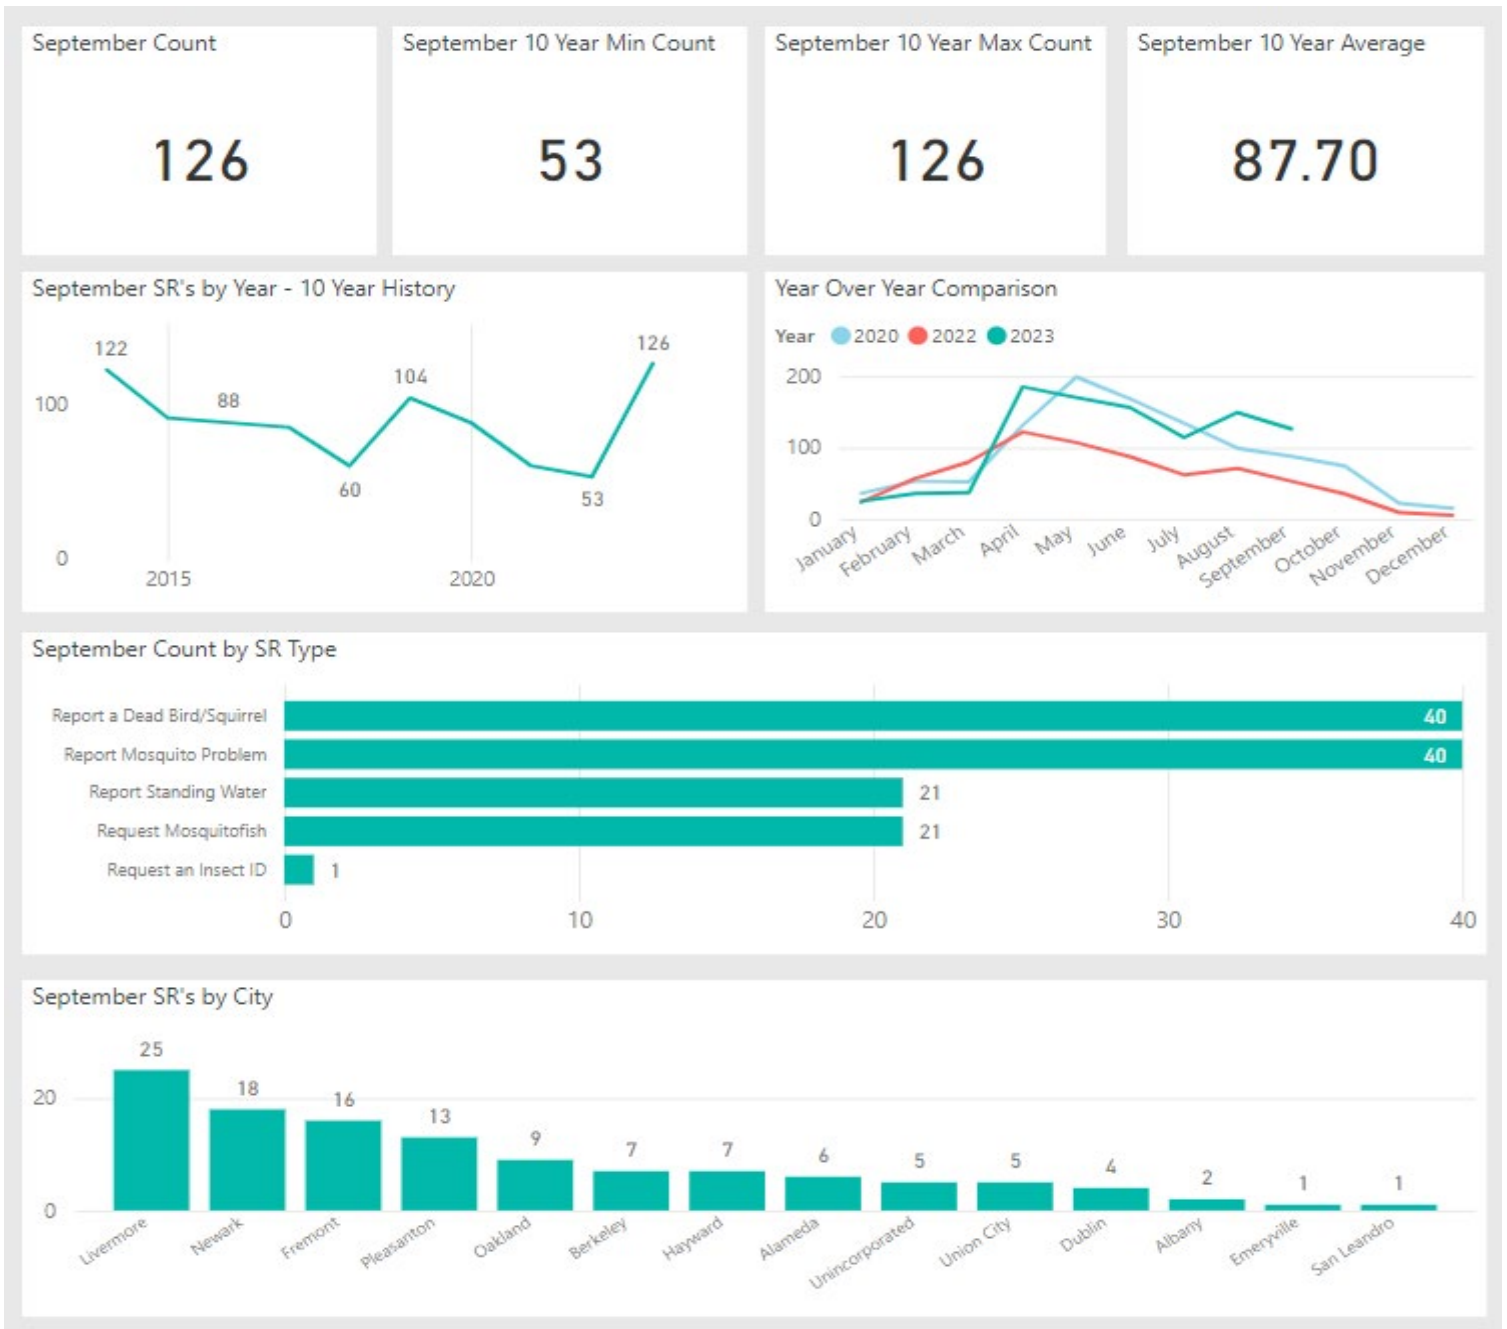 September Count
126
September 10 Year Min Count
53
September 10 Year Max Count
126
September 10 Year Average
87.70
September SR's by Year - 10 Year History
122
88
60
104
53
126
100
0
2015 2020
Year Over Year Comparison
Year 2020 2022 2023
200
100
0
January February March April May June July August September October November December
September Count by SR Type
Report a Dead Bird/Squirrel 40
Report Mosquito Problem 40
Report Standing Water 21
Request Mosquitofish 21
Request an Insect ID 1
0 10 20 30 40
September SR's by City
25 18 16 13 9 7 7 6 5 5 4 2 1 1
20
0
Livermore Newark Fremont Pleasanton Oakland Berkeley Hayward Alameda Unincorporated Union City Dublin Albany Emeryville San Leandro